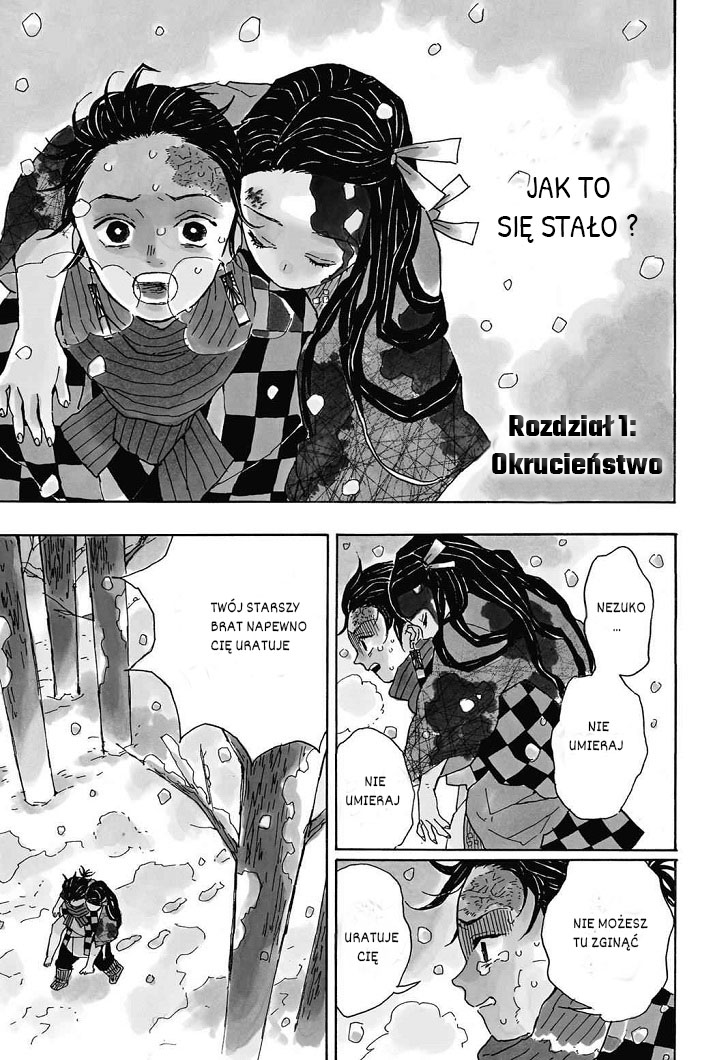 JAK TO
SIĘ STAŁO ?
Rozdział 1:
Okrucieństwo
NEZUKO
...
NIE
UMIERAJ
NIE
UMIERAJ
NIE MOŻESZ
TU ZGINĄĆ
URATUJE
CIĘ
TWÓJ STARSZY
BRAT NAPEWNO
CIĘ URATUJE